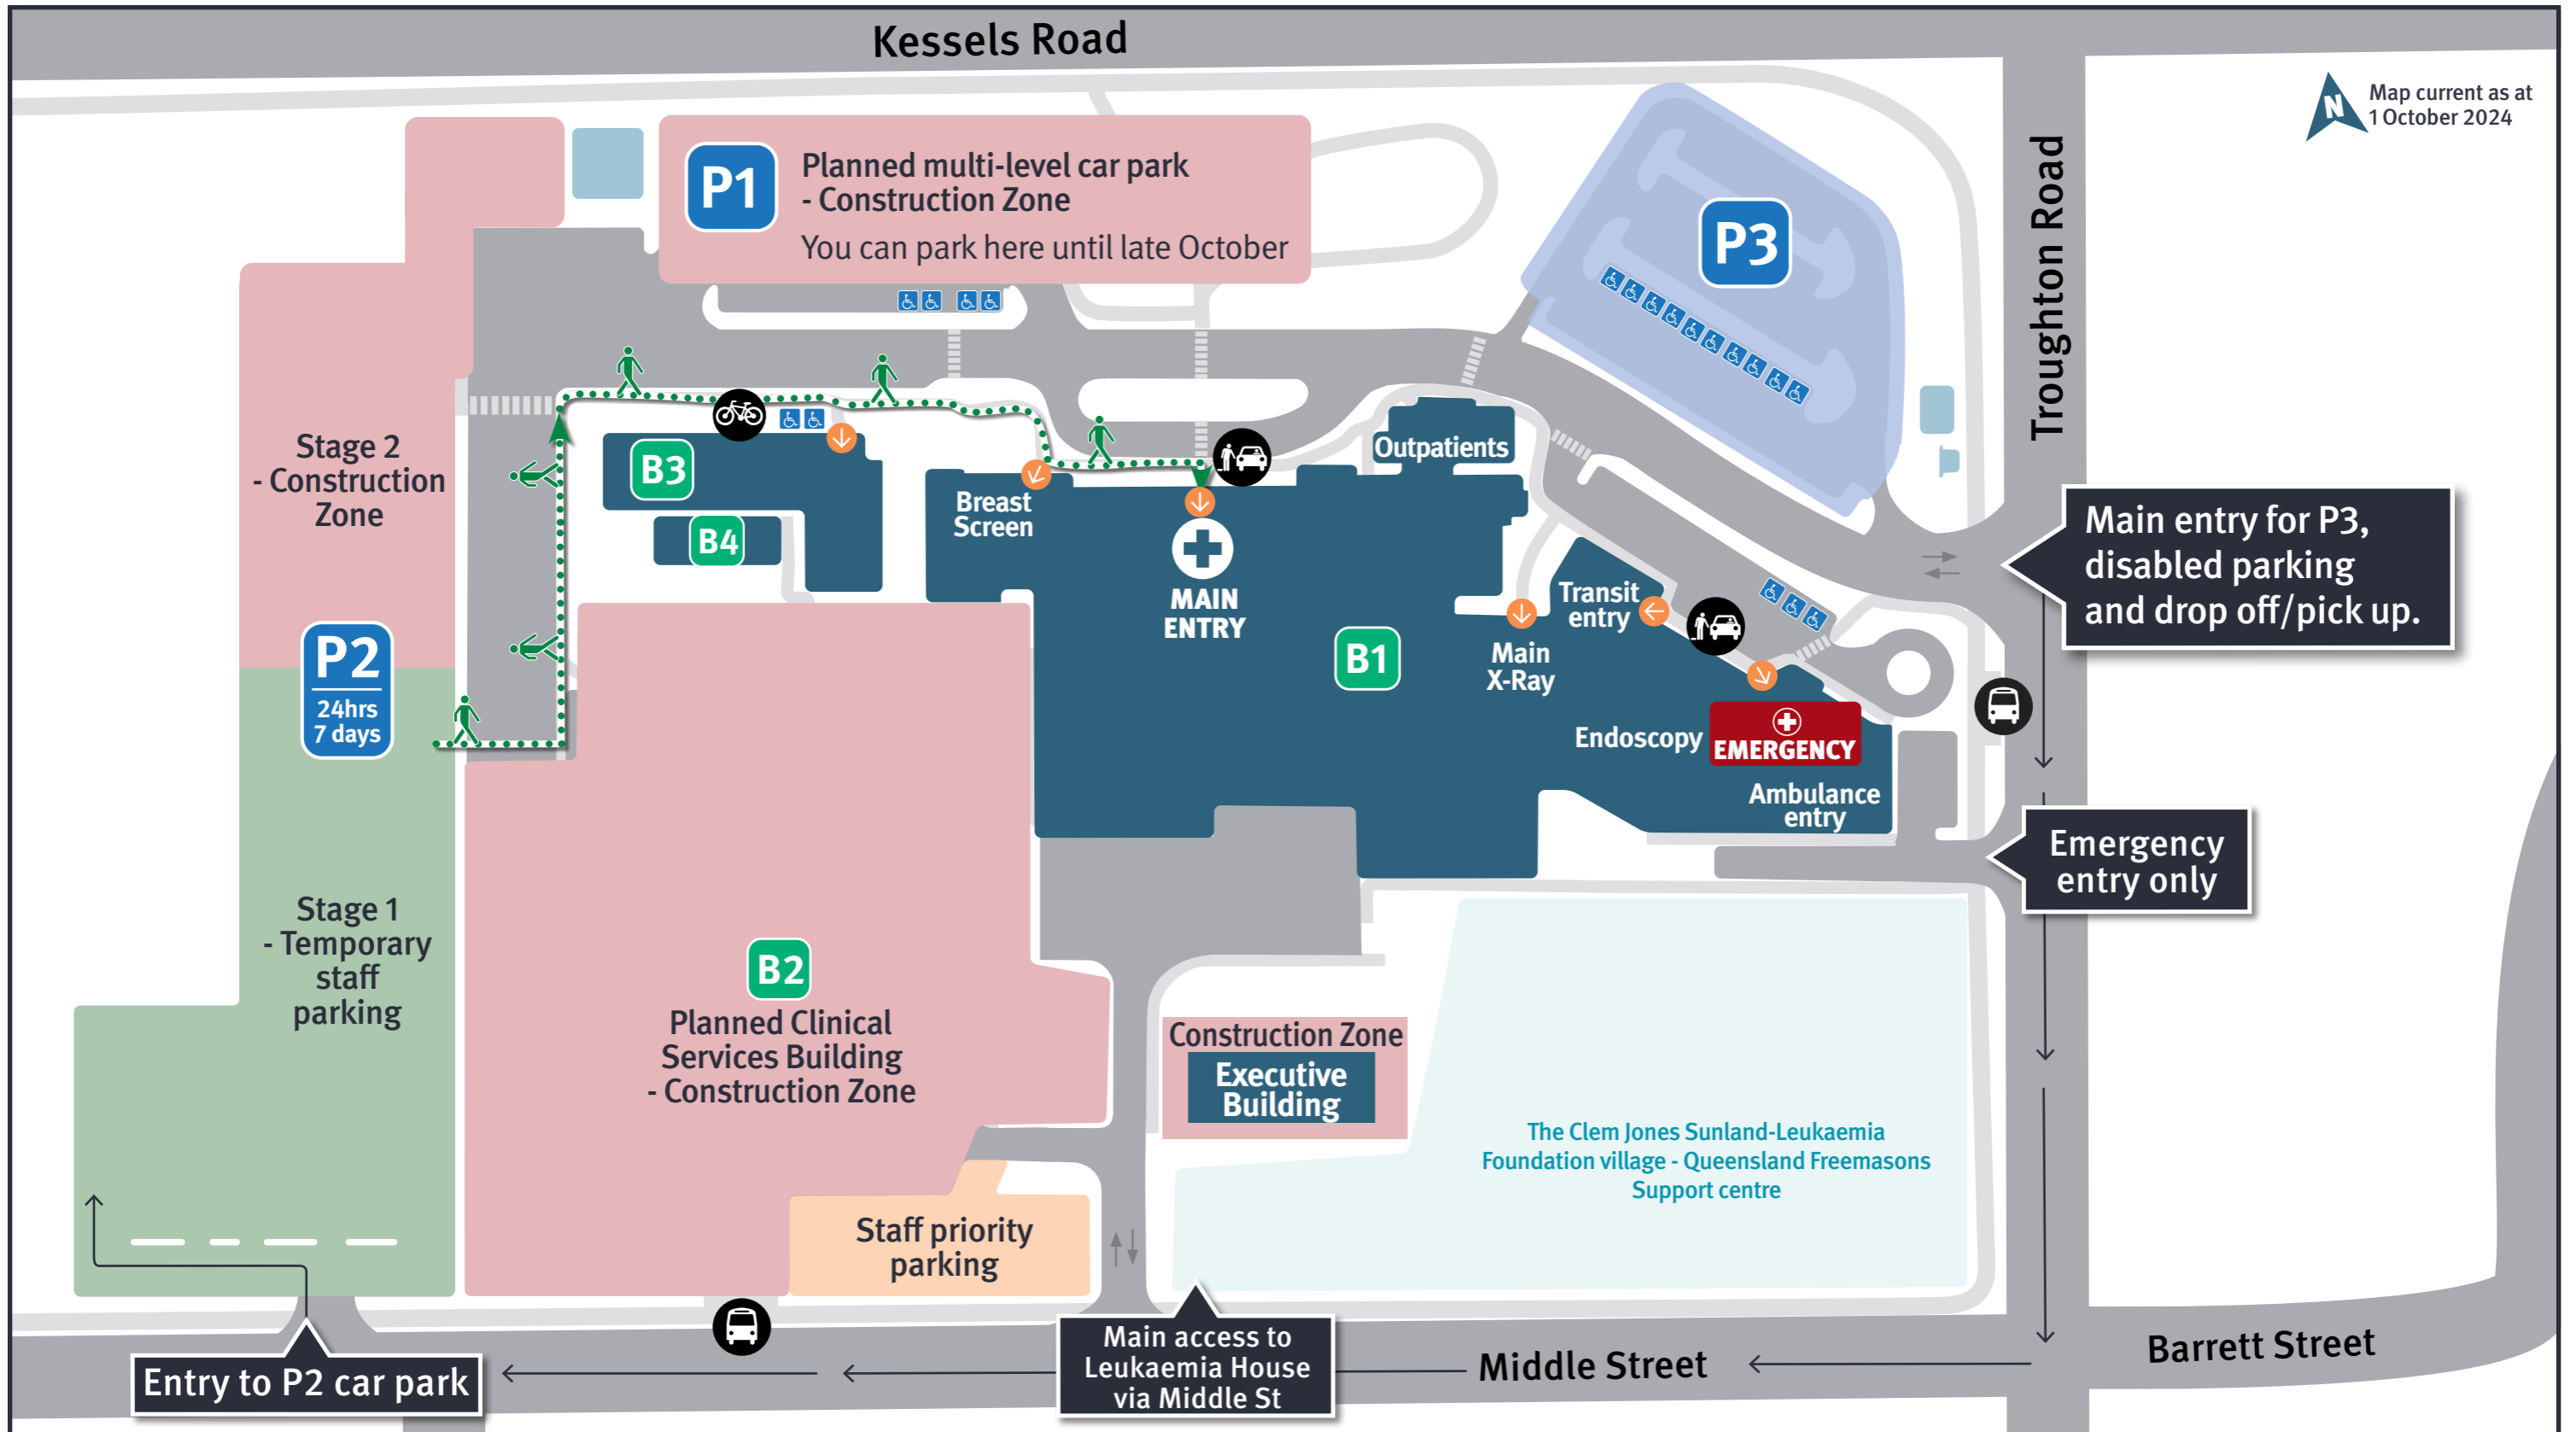 Kessels Road
N
Map current as at
1 October 2024
P1
Planned multi-level car park
- Construction Zone
You can park here until late October
P3
Troughton Road
Stage 2
- Construction
Zone
B3
B4
Breast
Screen
Outpatients
MAIN
ENTRY
B1
Main
X-Ray
Transit
entry
Main entry for P3,
disabled parking
and drop off/pick up.
P2
24hrs
7 days
Endoscopy
EMERGENCY
Ambulance
entry
Emergency
entry only
Stage 1
- Temporary
staff
parking
B2
Planned Clinical
Services Building
- Construction Zone
Construction Zone
Executive
Building
The Clem Jones Sunland-Leukaemia
Foundation village - Queensland Freemasons
Support centre
Staff priority
parking
Entry to P2 car park
Main access to
Leukaemia House
via Middle St
Middle Street
Barrett Street